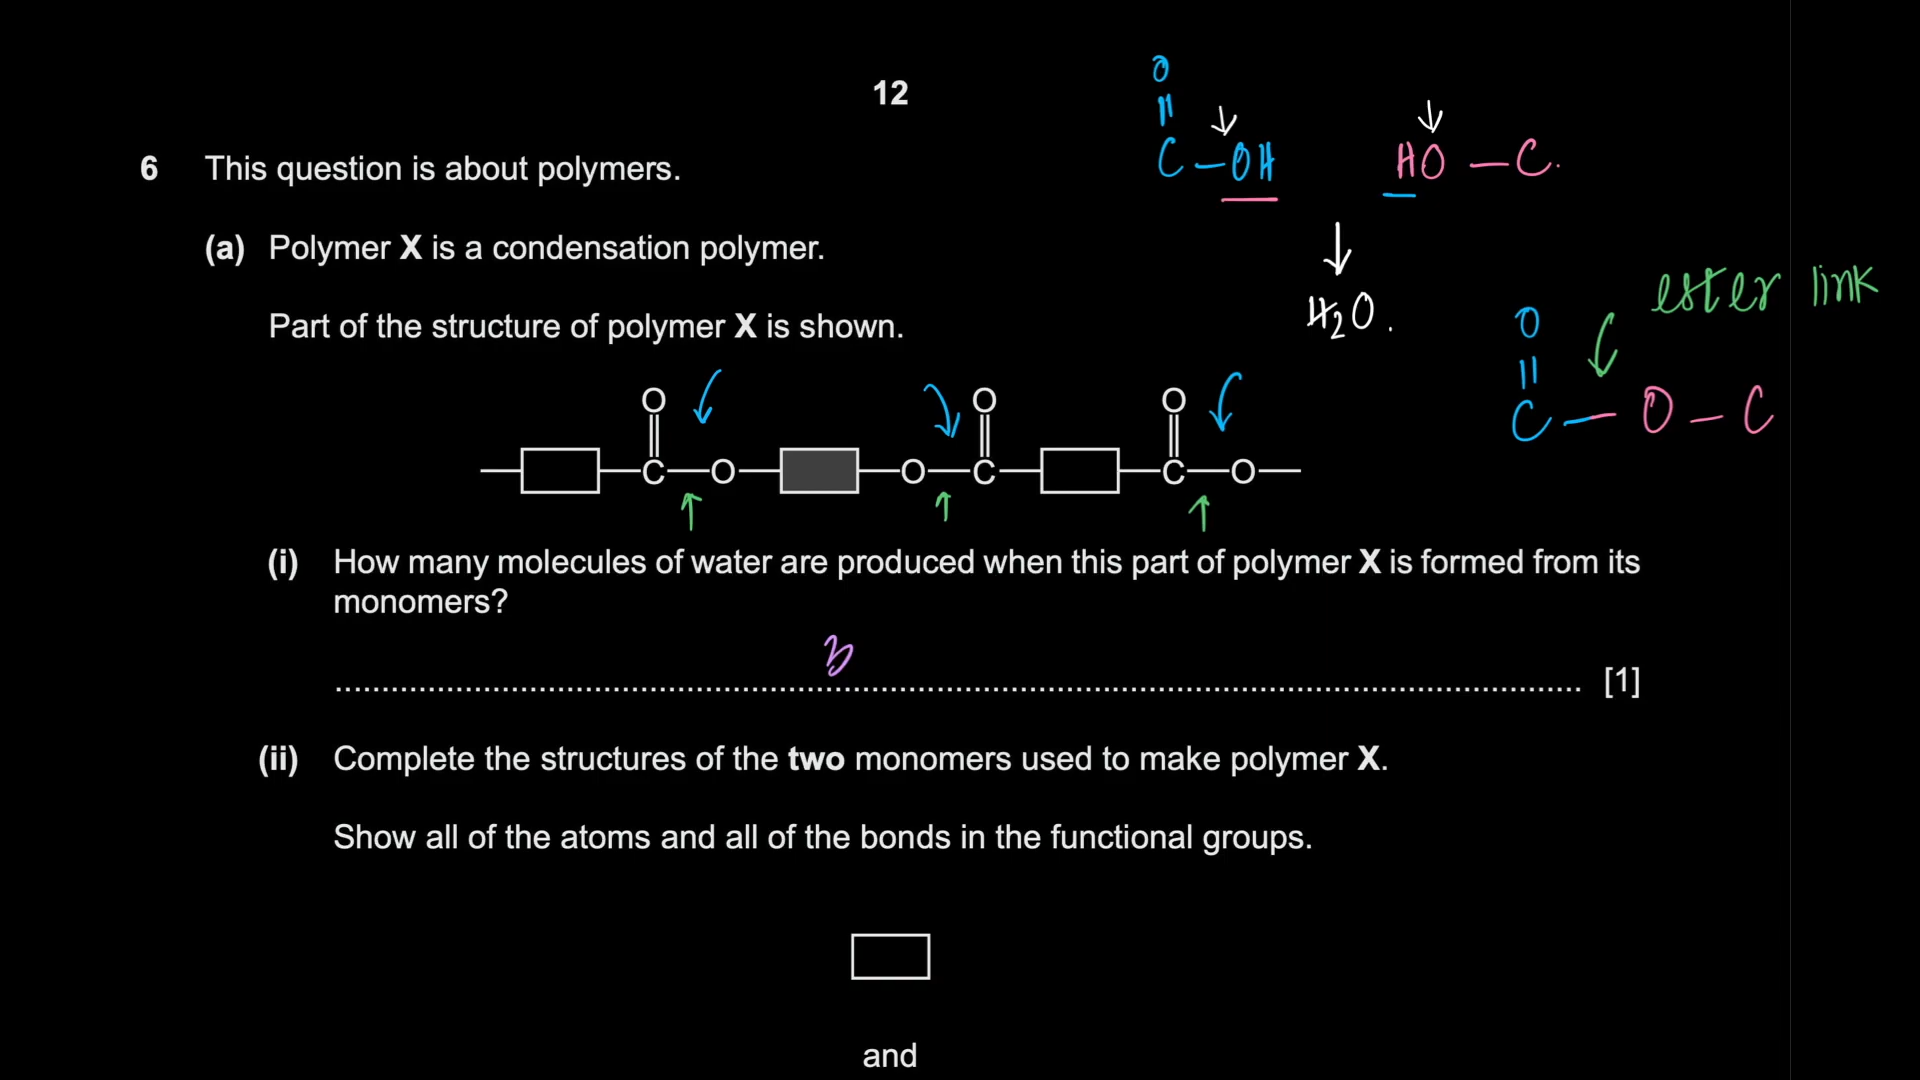 12
O
||
C - OH HO - C.
6 This question is about polymers.
(a) Polymer X is a condensation polymer.
ester link
H₂O.
Part of the structure of polymer X is shown.
O
||
C - O - C
O O O
C O O C C O
(i) How many molecules of water are produced when this part of polymer X is formed from its
monomers?
3
.......... [1]
(ii) Complete the structures of the two monomers used to make polymer X.
Show all of the atoms and all of the bonds in the functional groups.
and